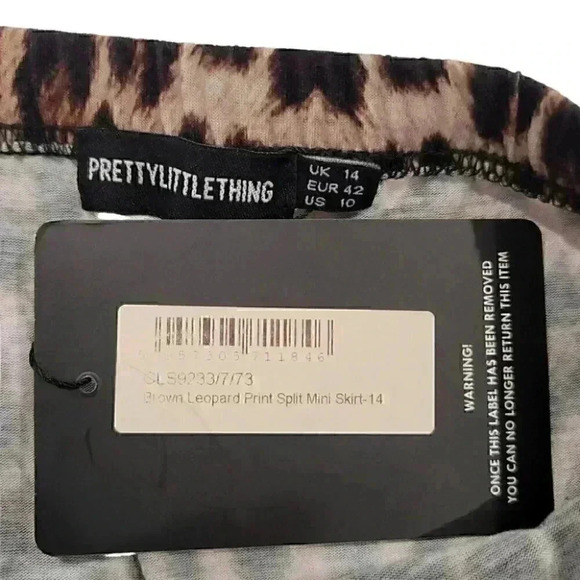 PRETTYLITTLETHING
UK 14
EUR 42
US 10
SLS9233/7/73
Brown Leopard Print Split Mini Skirt-14
WARNING!
ONCE THIS LABEL HAS BEEN REMOVED
YOU CAN NO LONGER RETURN THIS ITEM